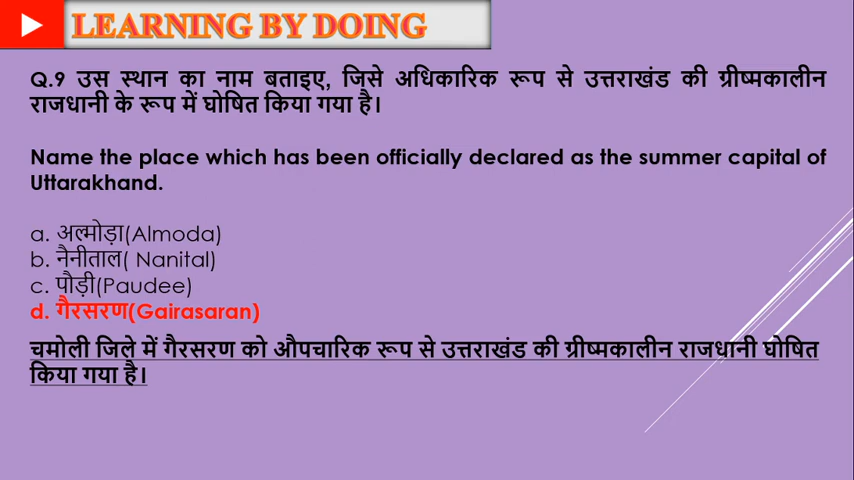 LEARNING BY DOING
Q.9 उस स्थान का नाम बताइए, जिसे अधिकारिक रूप से उत्तराखंड की ग्रीष्मकालीन
राजधानी के रूप में घोषित किया गया है।
Name the place which has been officially declared as the summer capital of
Uttarakhand.
a. अल्मोड़ा(Almoda)
b. नैनीताल( Nanital)
c. पौड़ी(Paudee)
d. गैरसरण(Gairasaran)
चमोली जिले में गैरसरण को औपचारिक रूप से उत्तराखंड की ग्रीष्मकालीन राजधानी घोषित
किया गया है।